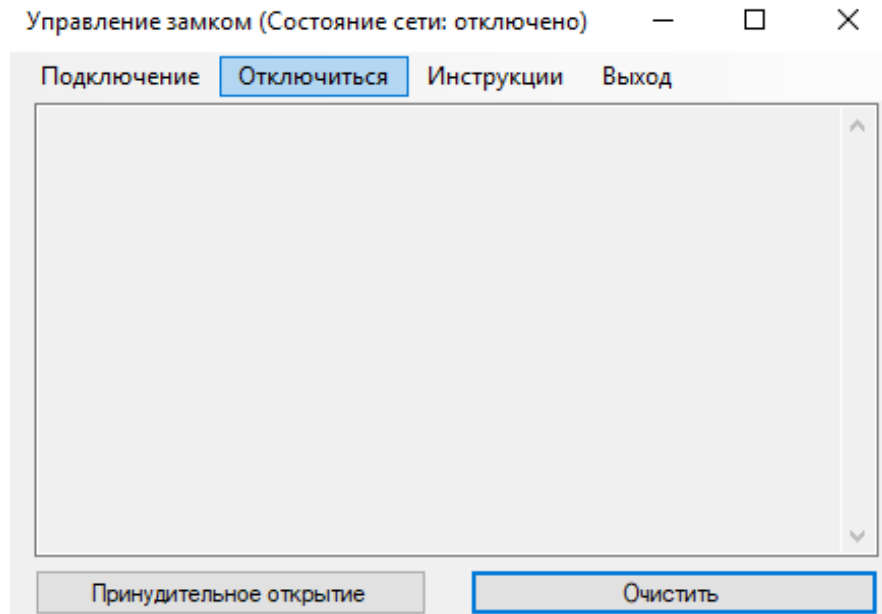 Управление замком (Состояние сети: отключено)
Подключение Отключиться Инструкции Выход
Принудительное открытие Очистить